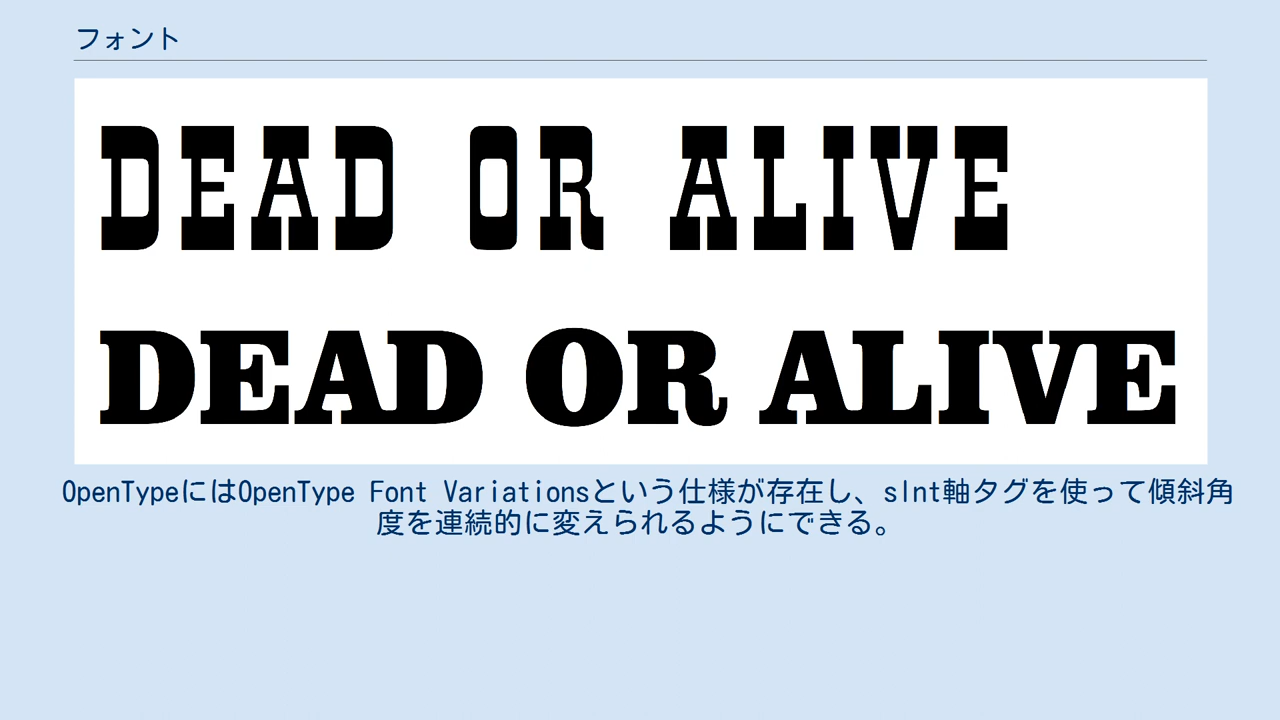 フォント
DEAD OR ALIVE
DEAD OR ALIVE
OpenTypeにはOpenType Font Variationsという仕様が存在し、slnt軸タグを使って傾斜角
度を連続的に変えられるようにできる。